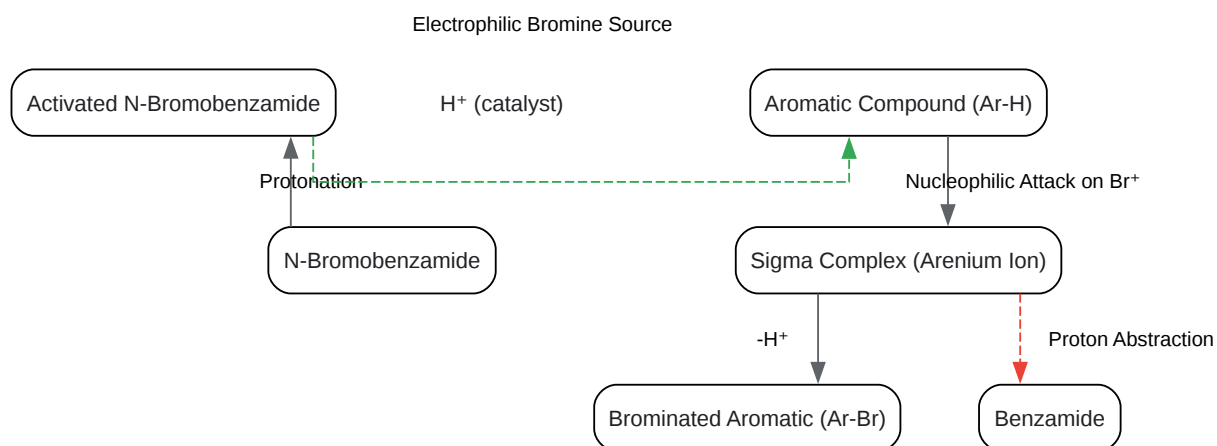 Electrophilic Bromine Source
Activated N-Bromobenzamide
H⁺ (catalyst)
Aromatic Compound (Ar-H)
Protonation
Nucleophilic Attack on Br⁺
N-Bromobenzamide
Sigma Complex (Arenium Ion)
-H⁺
Proton Abstraction
Brominated Aromatic (Ar-Br)
Benzamide